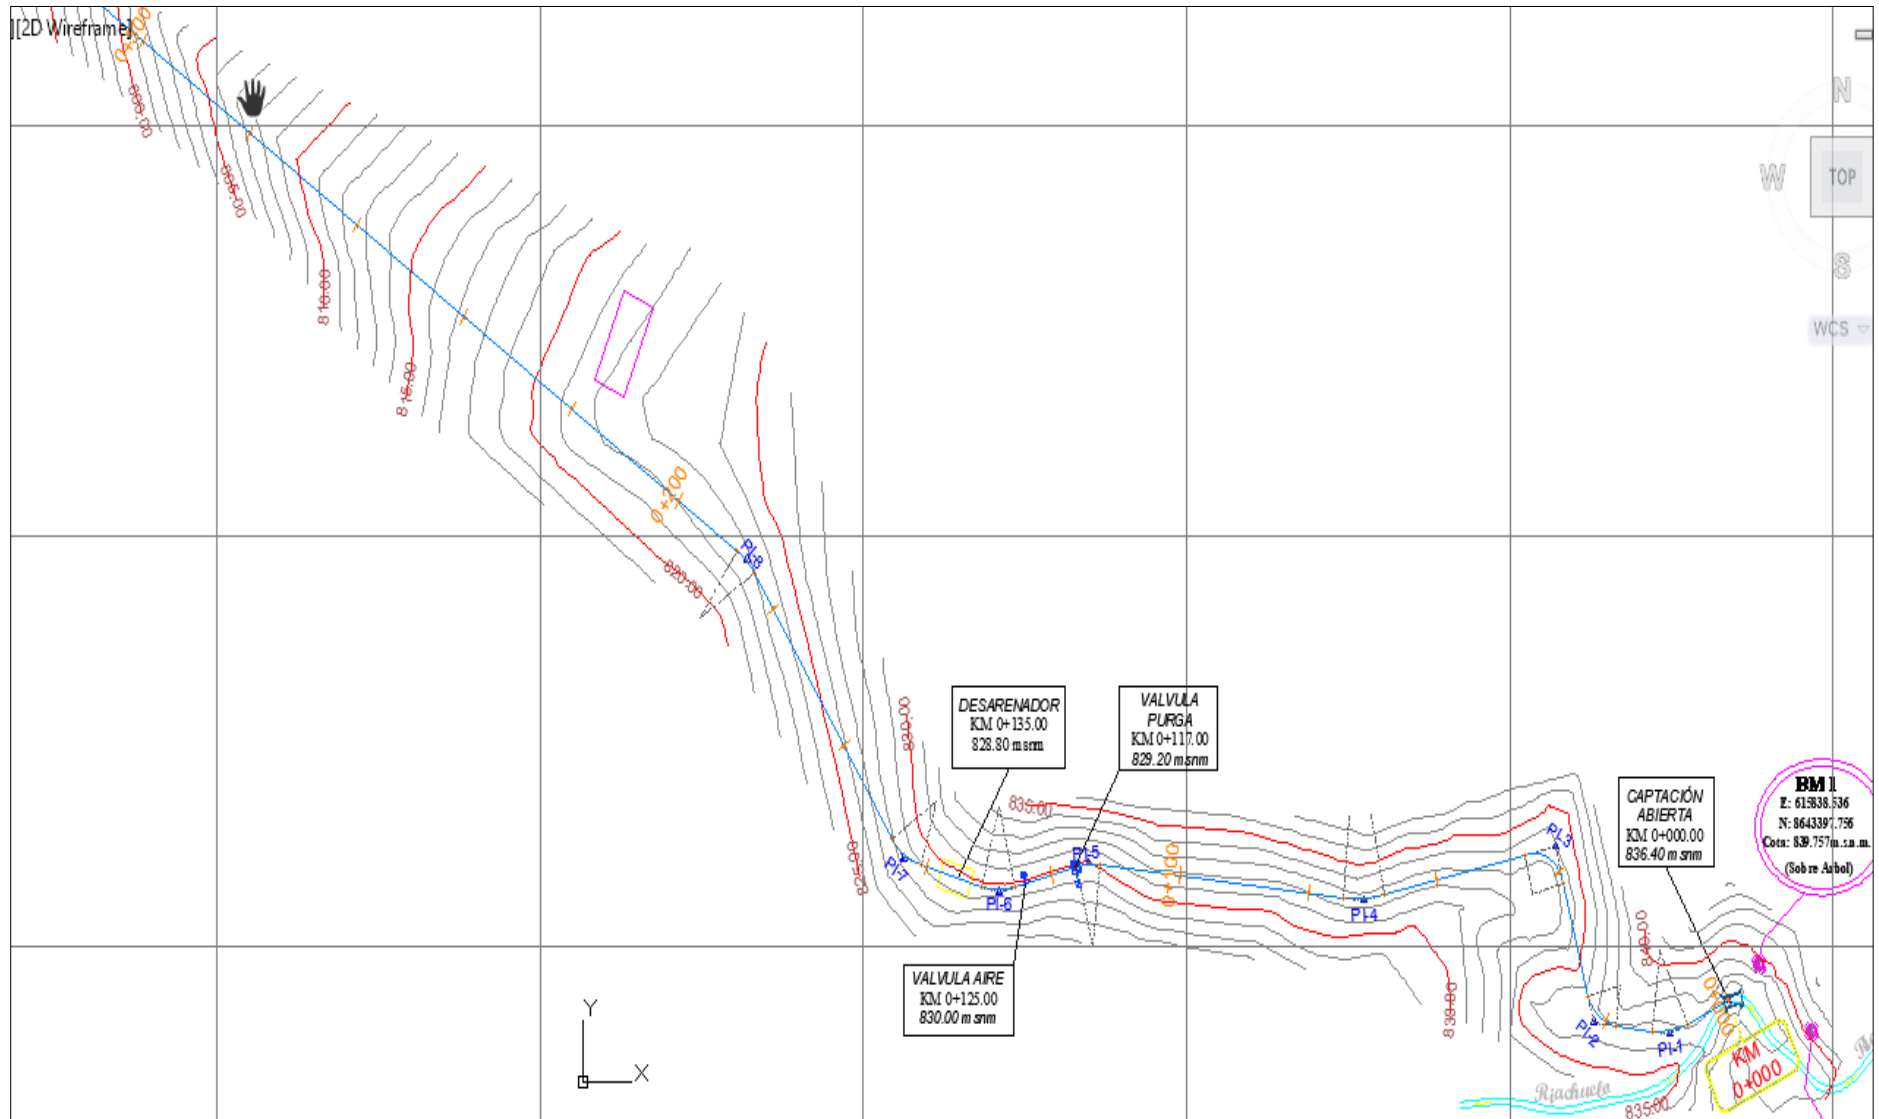 ][2D Wireframe]
N
W
TOP
S
WCS
600.00
605.00
810.00
815.00
0+200
PI-8
820.00
830.00
DESARENADOR
KM 0+135.00
828.80 msnm
VALVULA
PURGA
KM 0+117.00
829.20 msnm
835.00
CAPTACIÓN
ABIERTA
KM 0+000.00
836.40 msnm
BM 1
E: 615838.536
N: 8643397.756
Cota: 839.757m.s.n.m.
(Sobre Arbol)
PI-3
PI-5
0+100
PI-7
825.00
PI-6
PI-4
840.00
VALVULA AIRE
KM 0+125.00
830.00 msnm
830.00
0+000
PI-2
PI-1
KM
0+000
Riachuelo
835.00
Y
X